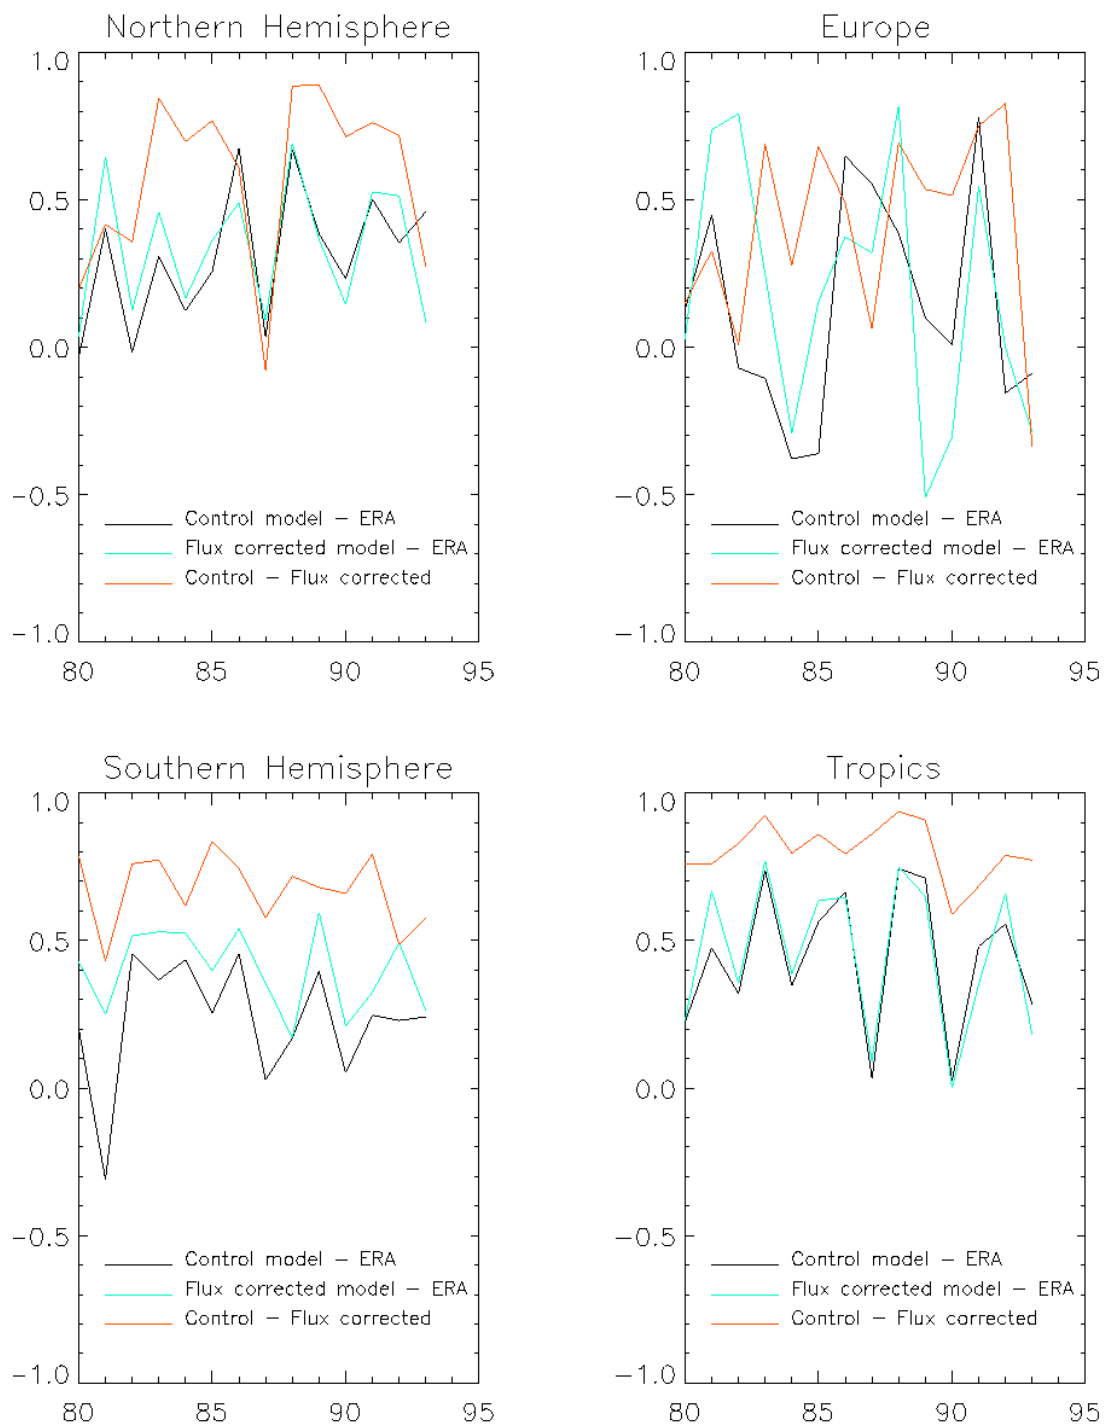 Northern Hemisphere
1.0
0.5
0.0
−0.5
−1.0
Control model − ERA
Flux corrected model − ERA
Control − Flux corrected
80 85 90 95
Europe
1.0
0.5
0.0
−0.5
−1.0
Control model − ERA
Flux corrected model − ERA
Control − Flux corrected
80 85 90 95
Southern Hemisphere
1.0
0.5
0.0
−0.5
−1.0
Control model − ERA
Flux corrected model − ERA
Control − Flux corrected
80 85 90 95
Tropics
1.0
0.5
0.0
−0.5
−1.0
Control model − ERA
Flux corrected model − ERA
Control − Flux corrected
80 85 90 95